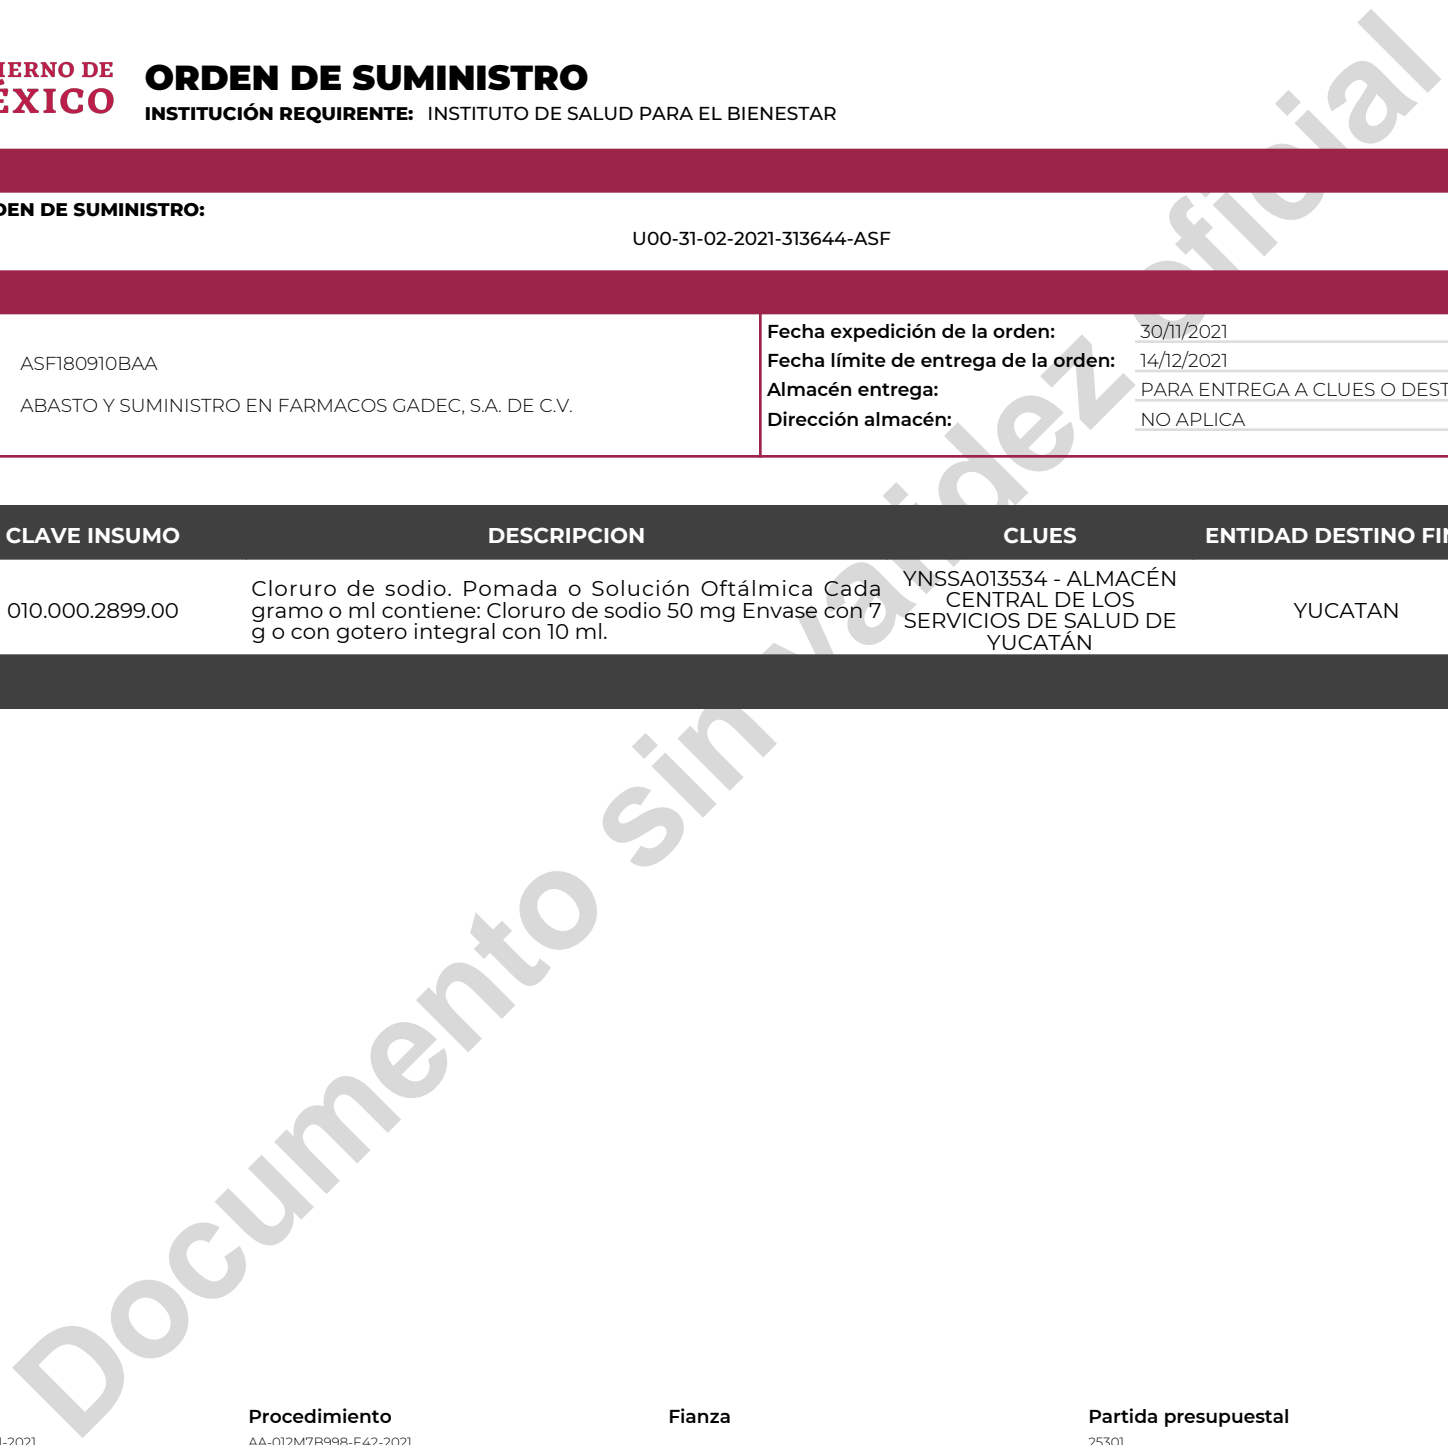 IERNO DE
ÉXICO
ORDEN DE SUMINISTRO
INSTITUCIÓN REQUIRENTE: INSTITUTO DE SALUD PARA EL BIENESTAR
DEN DE SUMINISTRO:
U00-31-02-2021-313644-ASF
ASF180910BAA
ABASTO Y SUMINISTRO EN FARMACOS GADEC, S.A. DE C.V.
Fecha expedición de la orden: 30/11/2021
Fecha límite de entrega de la orden: 14/12/2021
Almacén entrega: PARA ENTREGA A CLUES O DEST
Dirección almacén: NO APLICA
CLAVE INSUMO DESCRIPCION CLUES ENTIDAD DESTINO FIN
010.000.2899.00
Cloruro de sodio. Pomada o Solución Oftálmica Cada
gramo o ml contiene: Cloruro de sodio 50 mg Envase con 7
g o con gotero integral con 10 ml.
YNSSA013534 - ALMACÉN
CENTRAL DE LOS
SERVICIOS DE SALUD DE
YUCATÁN
YUCATAN
Documento sin validez oficial
Procedimiento Fianza Partida presupuestal
-2021 AA-012M7B998-E42-2021 25301